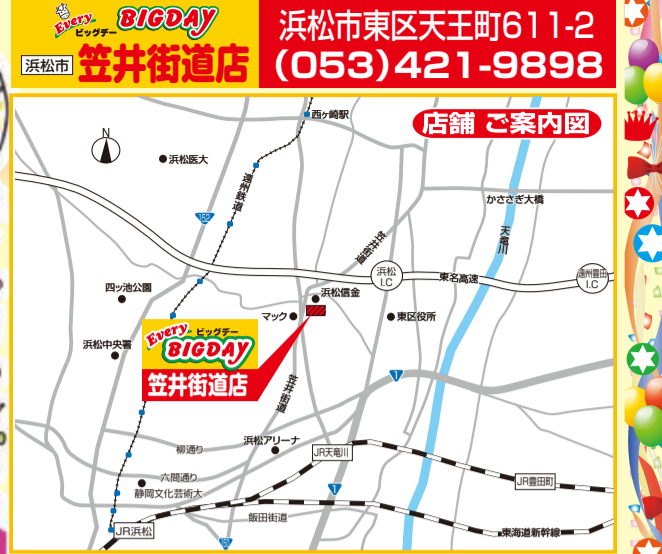 Every BIGDAY
ビッグデー
浜松市 笠井街道店
浜松市東区天王町611-2
(053)421-9898
店舗 ご案内図
N
西ヶ崎駅
浜松医大
遠州鉄道
152
かささぎ大橋
天竜川
笠井街道
浜松
I.C
東名高速
遠州豊田
I.C
四ッ池公園
浜松信金
マック
東区役所
浜松中央署
Every ビッグデー
BIGDAY
笠井街道店
1
笠井街道
柳通り
浜松アリーナ
JR天竜川
六間通り
静岡文化芸術大
JR豊田町
1
飯田街道
JR浜松
東海道新幹線